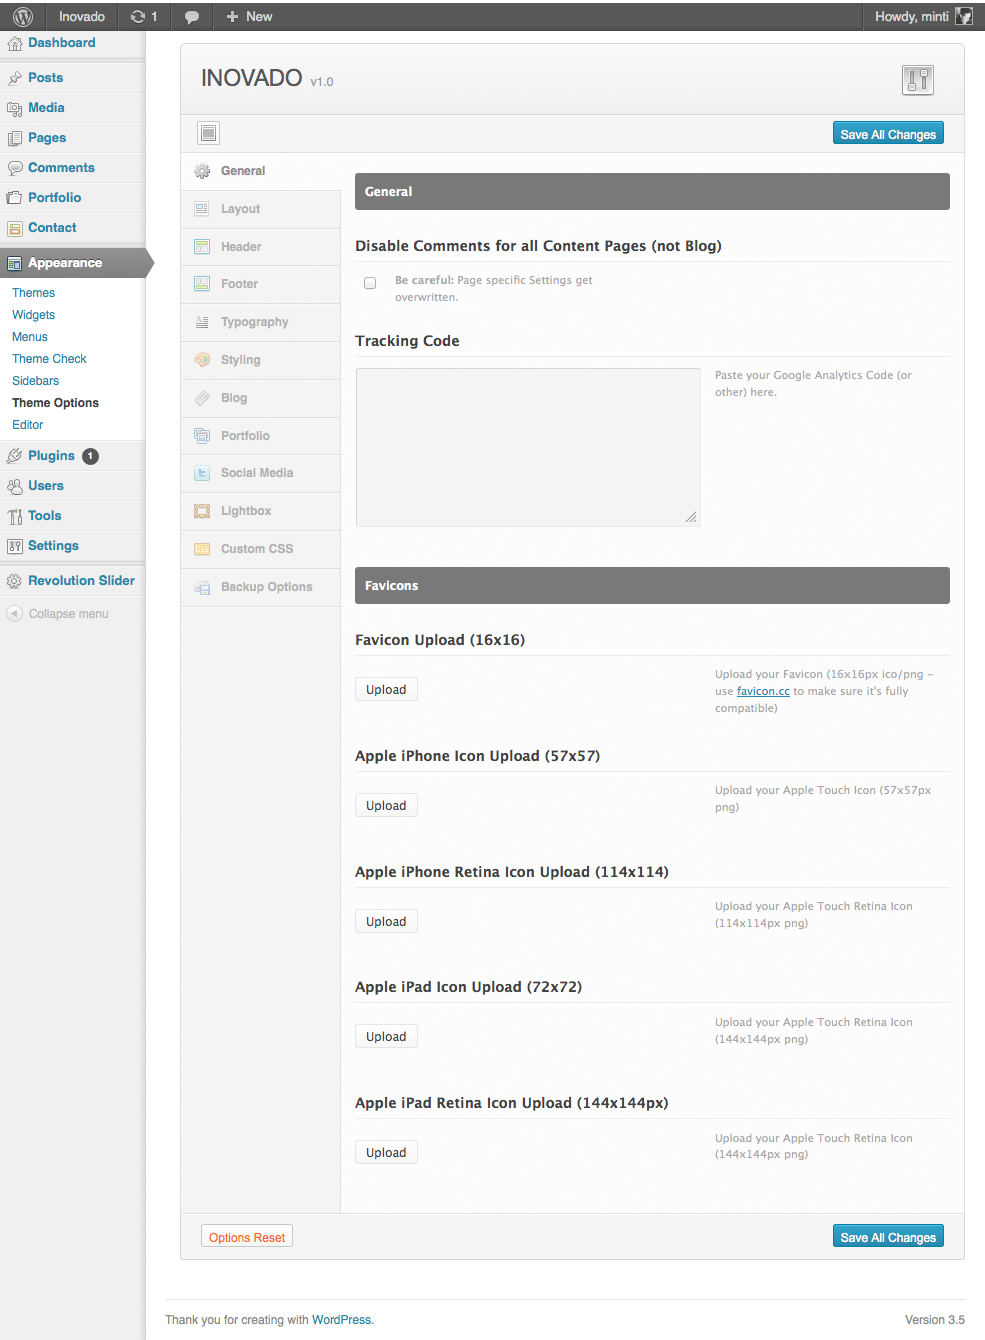 Inovado
1
New
Howdy, minti
Dashboard
Posts
Media
Pages
Comments
Portfolio
Contact
Appearance
Themes
Widgets
Menus
Theme Check
Sidebars
Theme Options
Editor
Plugins 1
Users
Tools
Settings
Revolution Slider
Collapse menu
INOVADO v1.0
Save All Changes
General
Layout
Header
Footer
Typography
Styling
Blog
Portfolio
Social Media
Lightbox
Custom CSS
Backup Options
General
Disable Comments for all Content Pages (not Blog)
Be careful: Page specific Settings get
overwritten.
Tracking Code
Paste your Google Analytics Code (or
other) here.
Favicons
Favicon Upload (16x16)
Upload
Upload your Favicon (16x16px ico/png –
use favicon.cc to make sure it's fully
compatible)
Apple iPhone Icon Upload (57x57)
Upload
Upload your Apple Touch Icon (57x57px
png)
Apple iPhone Retina Icon Upload (114x114)
Upload
Upload your Apple Touch Retina Icon
(114x114px png)
Apple iPad Icon Upload (72x72)
Upload
Upload your Apple Touch Retina Icon
(144x144px png)
Apple iPad Retina Icon Upload (144x144px)
Upload
Upload your Apple Touch Retina Icon
(144x144px png)
Options Reset
Save All Changes
Thank you for creating with WordPress.
Version 3.5